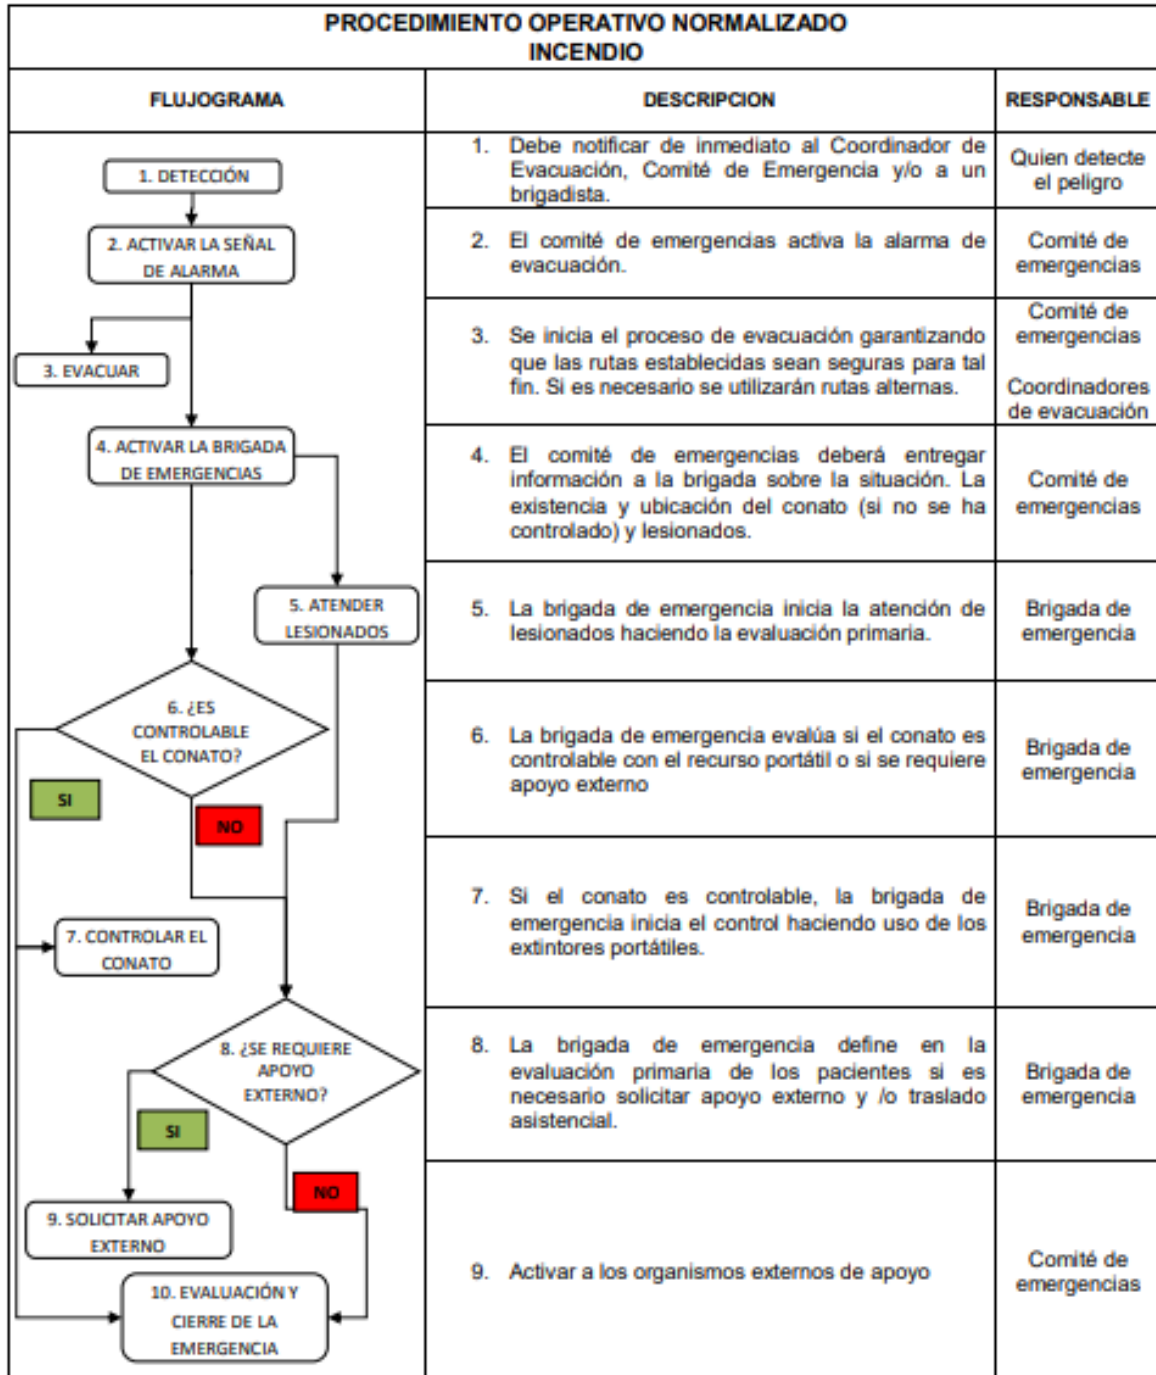 PROCEDIMIENTO OPERATIVO NORMALIZADO
INCENDIO
FLUJOGRAMA
DESCRIPCION
RESPONSABLE
1. DETECCIÓN
2. ACTIVAR LA SEÑAL
DE ALARMA
3. EVACUAR
4. ACTIVAR LA BRIGADA
DE EMERGENCIAS
5. ATENDER
LESIONADOS
6. ¿ES
CONTROLABLE
EL CONATO?
SI
NO
7. CONTROLAR EL
CONATO
8. ¿SE REQUIERE
APOYO
EXTERNO?
SI
NO
9. SOLICITAR APOYO
EXTERNO
10. EVALUACIÓN Y
CIERRE DE LA
EMERGENCIA
1. Debe notificar de inmediato al Coordinador de
Evacuación, Comité de Emergencia y/o a un
brigadista.
Quien detecte
el peligro
2. El comité de emergencias activa la alarma de
evacuación.
Comité de
emergencias
3. Se inicia el proceso de evacuación garantizando
que las rutas establecidas sean seguras para tal
fin. Si es necesario se utilizarán rutas alternas.
Comité de
emergencias
Coordinadores
de evacuación
4. El comité de emergencias deberá entregar
información a la brigada sobre la situación. La
existencia y ubicación del conato (si no se ha
controlado) y lesionados.
Comité de
emergencias
5. La brigada de emergencia inicia la atención de
lesionados haciendo la evaluación primaria.
Brigada de
emergencia
6. La brigada de emergencia evalúa si el conato es
controlable con el recurso portátil o si se requiere
apoyo externo
Brigada de
emergencia
7. Si el conato es controlable, la brigada de
emergencia inicia el control haciendo uso de los
extintores portátiles.
Brigada de
emergencia
8. La brigada de emergencia define en la
evaluación primaria de los pacientes si es
necesario solicitar apoyo externo y /o traslado
asistencial.
Brigada de
emergencia
9. Activar a los organismos externos de apoyo
Comité de
emergencias